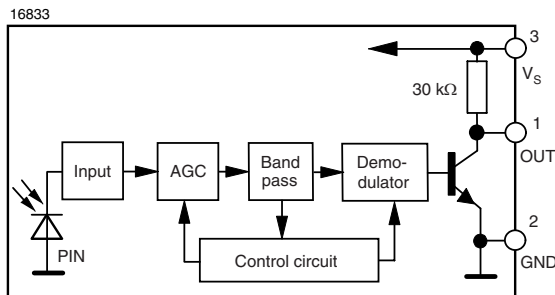 16833
3
V_S
30 kΩ
1
OUT
Input
AGC
Band
pass
Demo-
dulator
2
PIN
Control circuit
GND